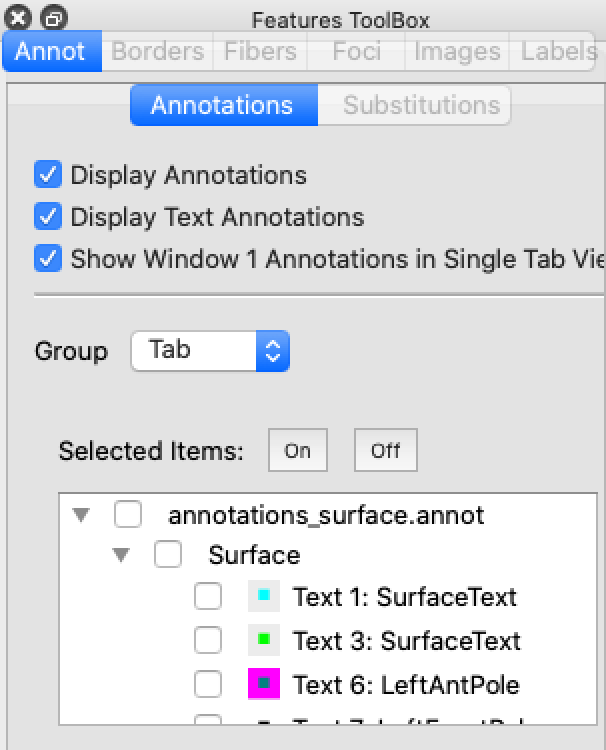 Features ToolBox
Annot Borders Fibers Foci Images Labels
Annotations Substitutions
Display Annotations
Display Text Annotations
Show Window 1 Annotations in Single Tab Vie
Group Tab
Selected Items: On Off
annotations_surface.annot
Surface
Text 1: SurfaceText
Text 3: SurfaceText
Text 6: LeftAntPole